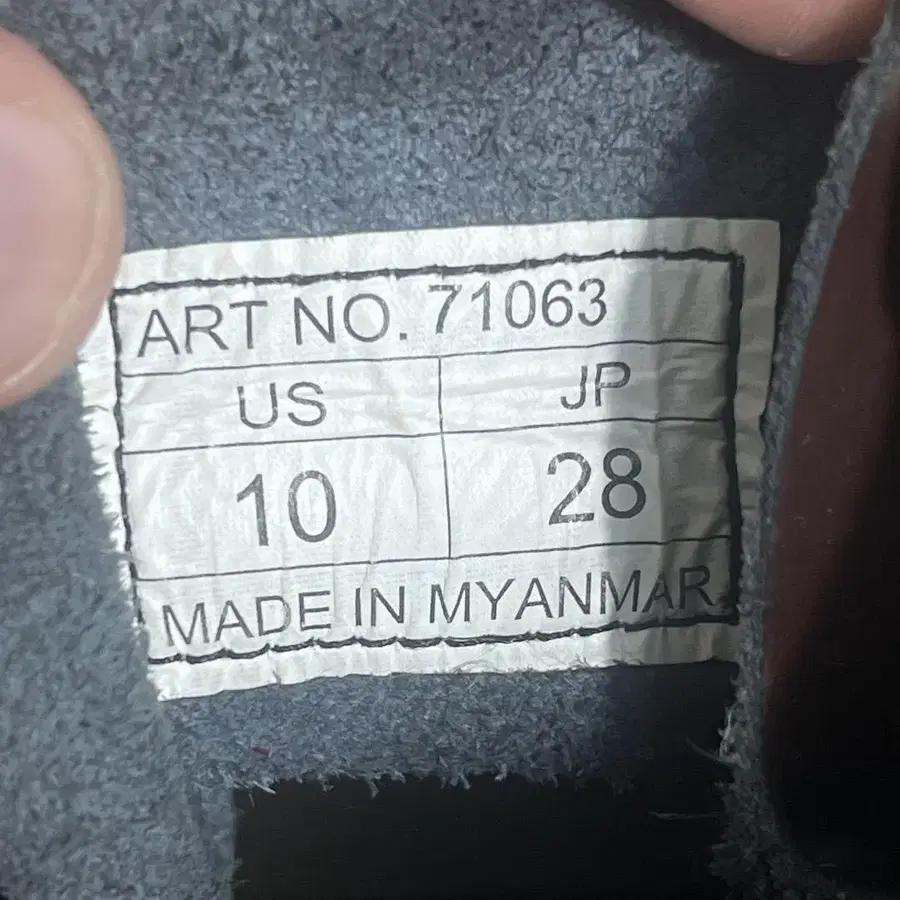 ART NO. 71063
US JP
10 28
MADE IN MYANMAR